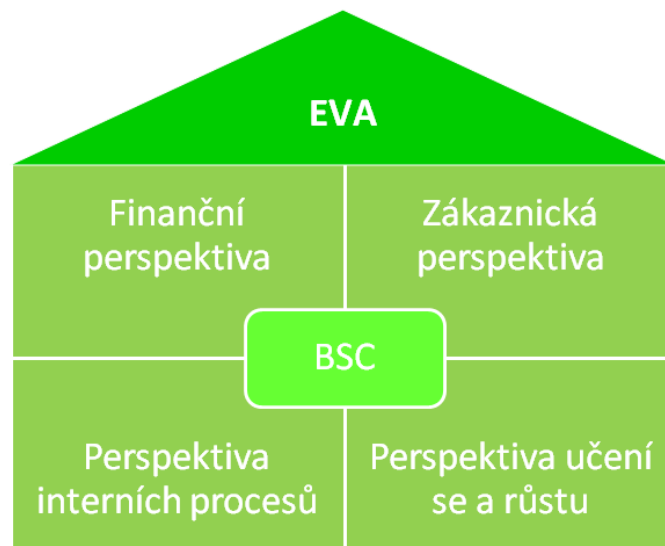 EVA
Finanční
perspektiva
Zákaznická
perspektiva
BSC
Perspektiva
interních procesů
Perspektiva učení
se a růstu